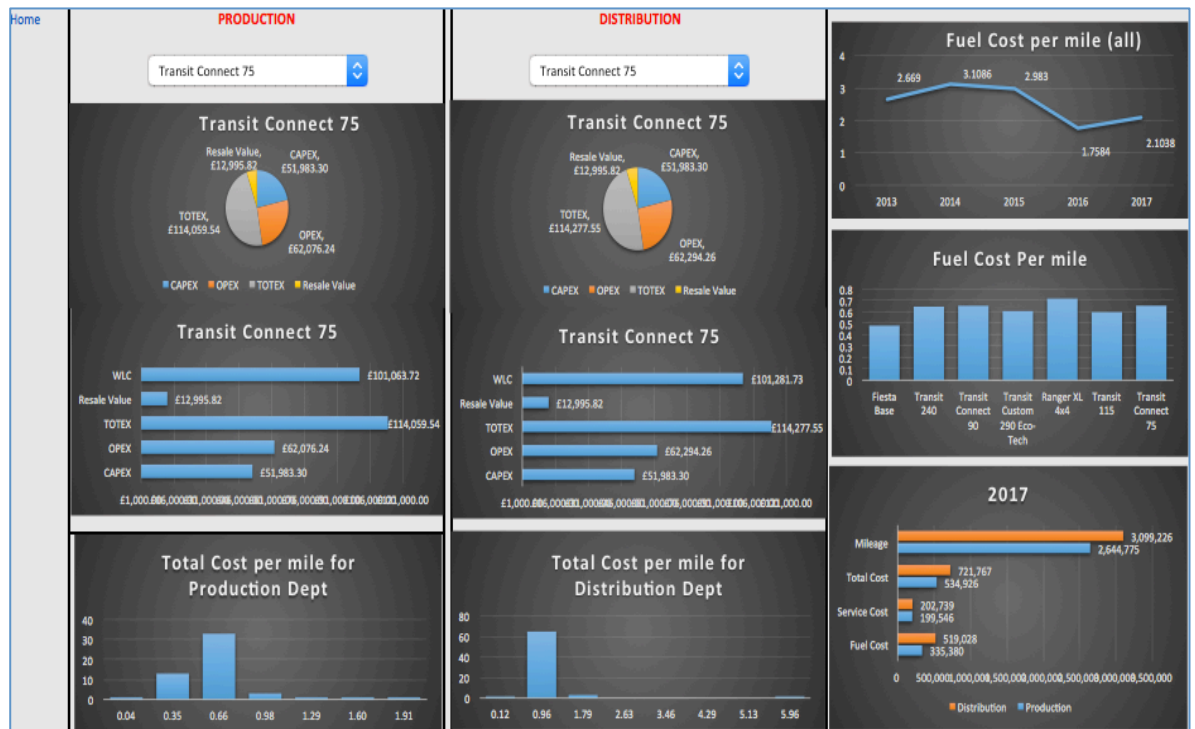 Home
PRODUCTION
Transit Connect 75
Transit Connect 75
Resale Value,
£12,995.82
CAPEX,
£51,983.30
TOTEX,
£114,059.54
OPEX,
£62,076.24
CAPEX OPEX TOTEX Resale Value
Transit Connect 75
WLC £101,063.72
Resale Value £12,995.82
TOTEX £114,059.54
OPEX £62,076.24
CAPEX £51,983.30
Total Cost per mile for
Production Dept
40
30
20
10
0
0.04 0.35 0.66 0.98 1.29 1.60 1.91
DISTRIBUTION
Transit Connect 75
Transit Connect 75
Resale Value,
£12,995.82
CAPEX,
£51,983.30
TOTEX,
£114,277.55
OPEX,
£62,294.26
CAPEX OPEX TOTEX Resale Value
Transit Connect 75
WLC £101,281.73
Resale Value £12,995.82
TOTEX £114,277.55
OPEX £62,294.26
CAPEX £51,983.30
Total Cost per mile for
Distribution Dept
80
60
40
20
0
0.12 0.96 1.79 2.63 3.46 4.29 5.13 5.96
Fuel Cost per mile (all)
4
3
2
1
0
2.669 3.1086 2.983 1.7584 2.1038
2013 2014 2015 2016 2017
Fuel Cost Per mile
0.8
0.7
0.6
0.5
0.4
0.3
0.2
0.1
0
Fiesta Base
Transit 240
Transit Connect 90
Transit Custom 290 Eco-Tech
Ranger XL 4x4
Transit 115
Transit Connect 75
2017
Mileage 3,099,226
2,644,775
Total Cost 721,767
534,926
Service Cost 202,739
199,546
Fuel Cost 519,028
335,380
0
Distribution Production